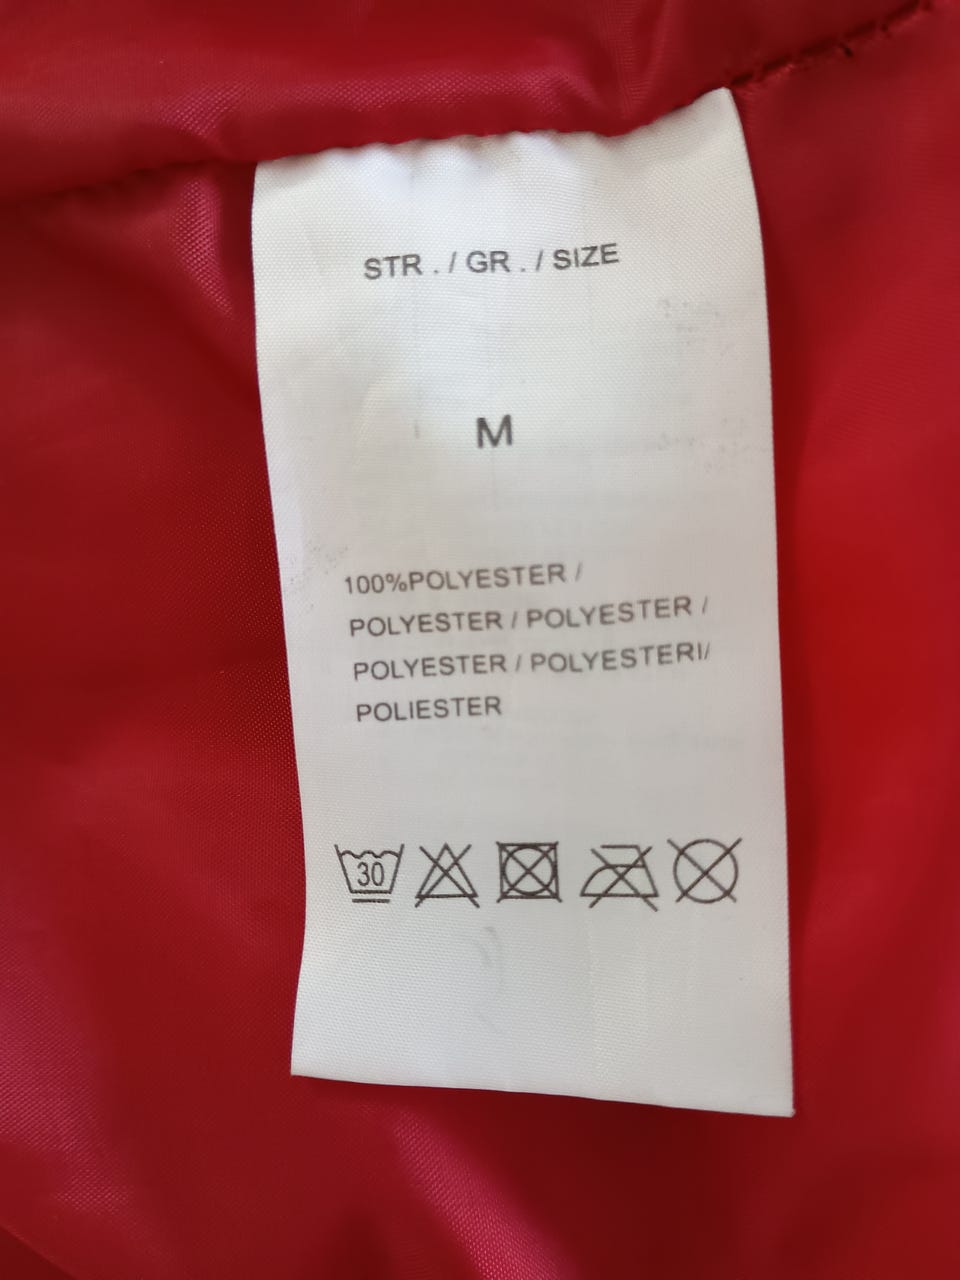 STR . / GR . / SIZE
M
100%POLYESTER /
POLYESTER / POLYESTER /
POLYESTER / POLYESTERI/
POLIESTER
30